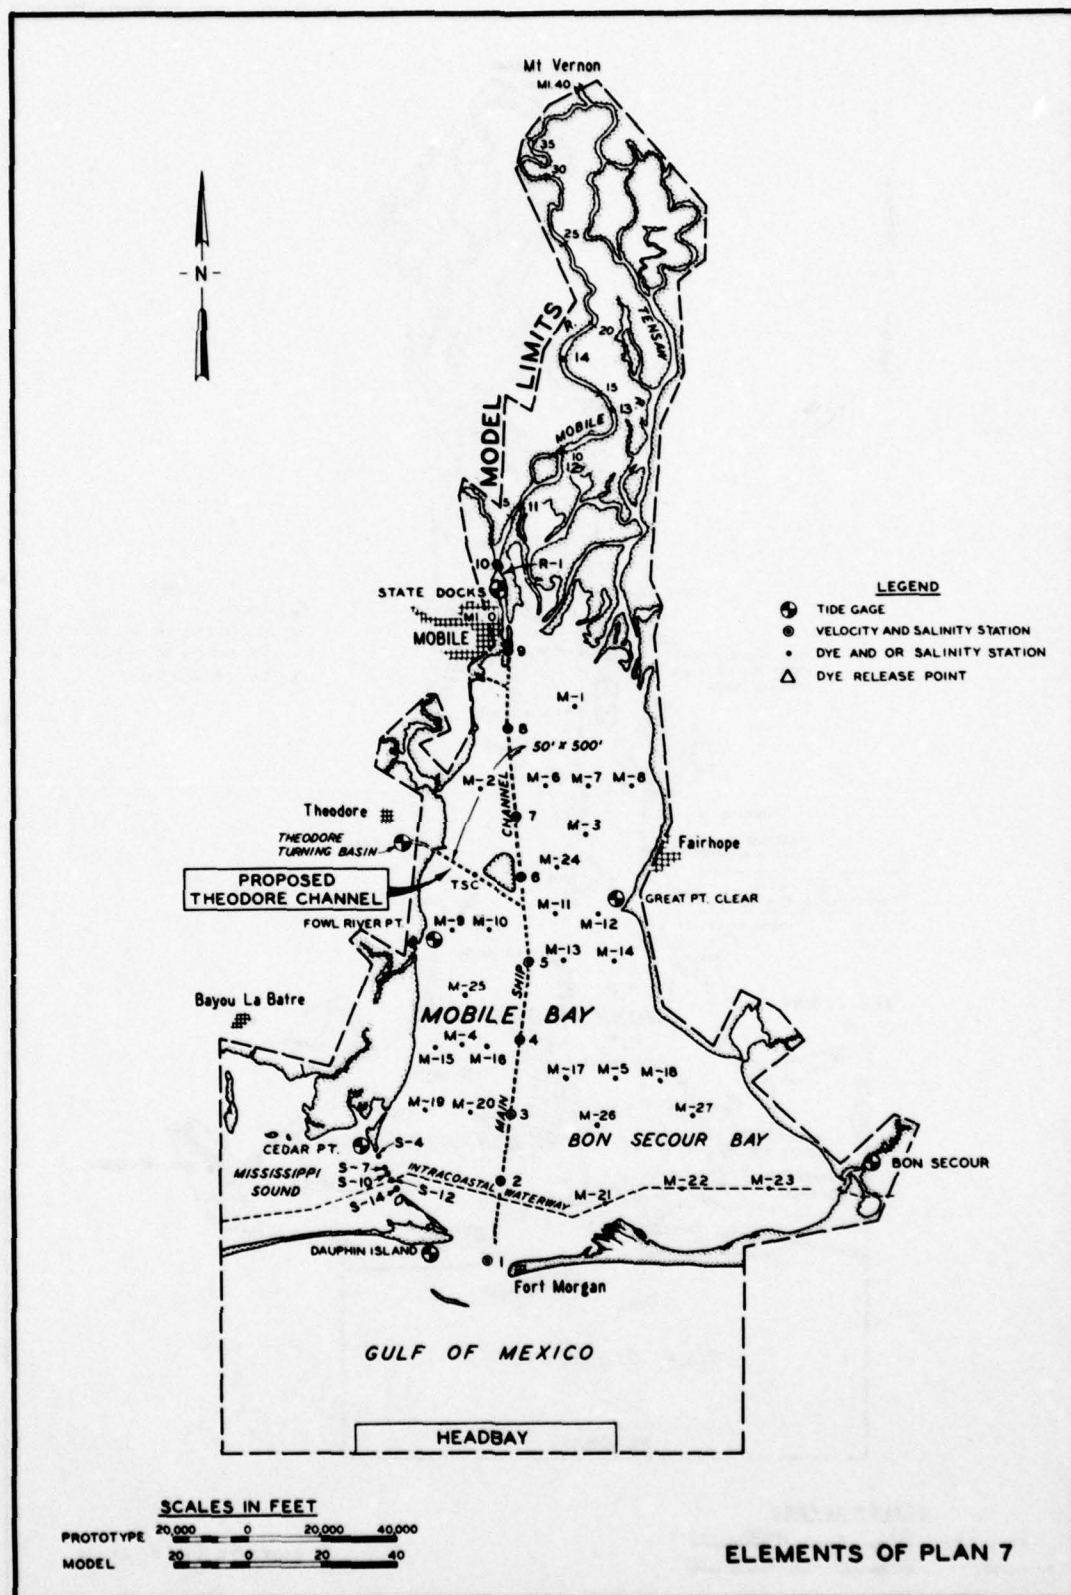 Mt Vernon
MI. 40
35
30
25
- N -
MODEL LIMITS
R.
20
14
TENSAW
15
13
R.
MOBILE
10
12
5
11
10
R-1
STATE DOCKS
MI. 0
MOBILE
9
LEGEND
TIDE GAGE
VELOCITY AND SALINITY STATION
DYE AND OR SALINITY STATION
DYE RELEASE POINT
M-1
8
50' X 500'
M-2
M-6
M-7
M-8
CHANNEL
7
Theodore
M-3
THEODORE
TURNING BASIN
Fairhope
M-24
PROPOSED
THEODORE CHANNEL
TSC
6
GREAT PT. CLEAR
M-11
FOWL RIVER PT.
M-9
M-10
M-12
5
M-13
M-14
SHIP
M-25
Bayou La Batre
MOBILE BAY
M-4
4
M-15
M-16
M-17
M-5
M-18
M-19
M-20
MAIN
3
M-26
M-27
CEDAR PT.
S-4
BON SECOUR BAY
BON SECOUR
MISSISSIPPI
SOUND
S-7
S-10
S-14
S-12
INTRACOASTAL WATERWAY
2
M-21
M-22
M-23
DAUPHIN ISLAND
1
Fort Morgan
GULF OF MEXICO
HEADBAY
SCALES IN FEET
PROTOTYPE 20,000 0 20,000 40,000
MODEL 20 0 20 40
ELEMENTS OF PLAN 7